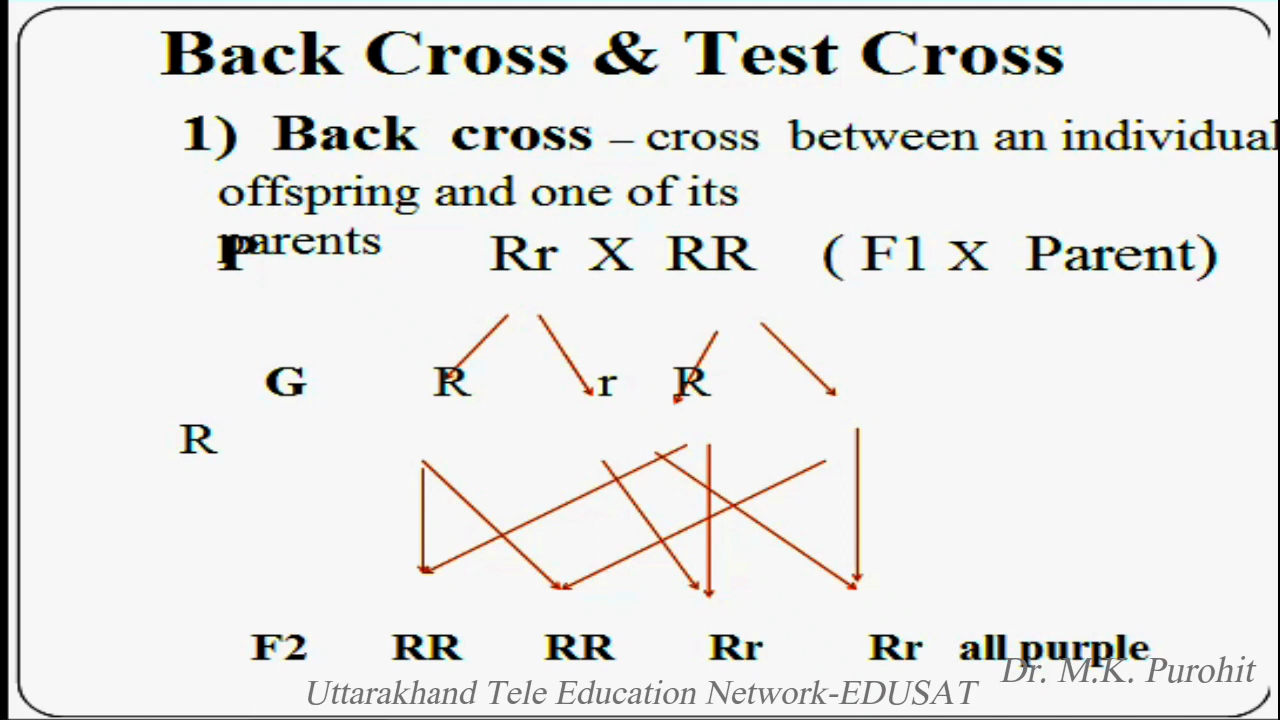 Back Cross & Test Cross
1) Back cross – cross between an individual
offspring and one of its
parents
P Rr X RR ( F1 X Parent)
G R r R
R
F2 RR RR Rr Rr all purple
Dr. M.K. Purohit
Uttarakhand Tele Education Network-EDUSAT